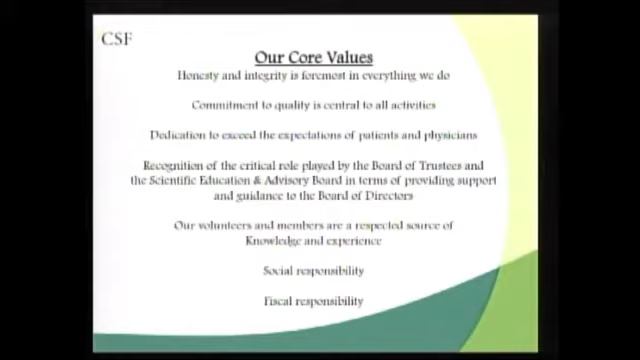 CSF
Our Core Values
Honesty and integrity is foremost in everything we do
Commitment to quality is central to all activities
Dedication to exceed the expectations of patients and physicians
Recognition of the critical role played by the Board of Trustees and
the Scientific Education & Advisory Board in terms of providing support
and guidance to the Board of Directors
Our volunteers and members are a respected source of
Knowledge and experience
Social responsibility
Fiscal responsibility